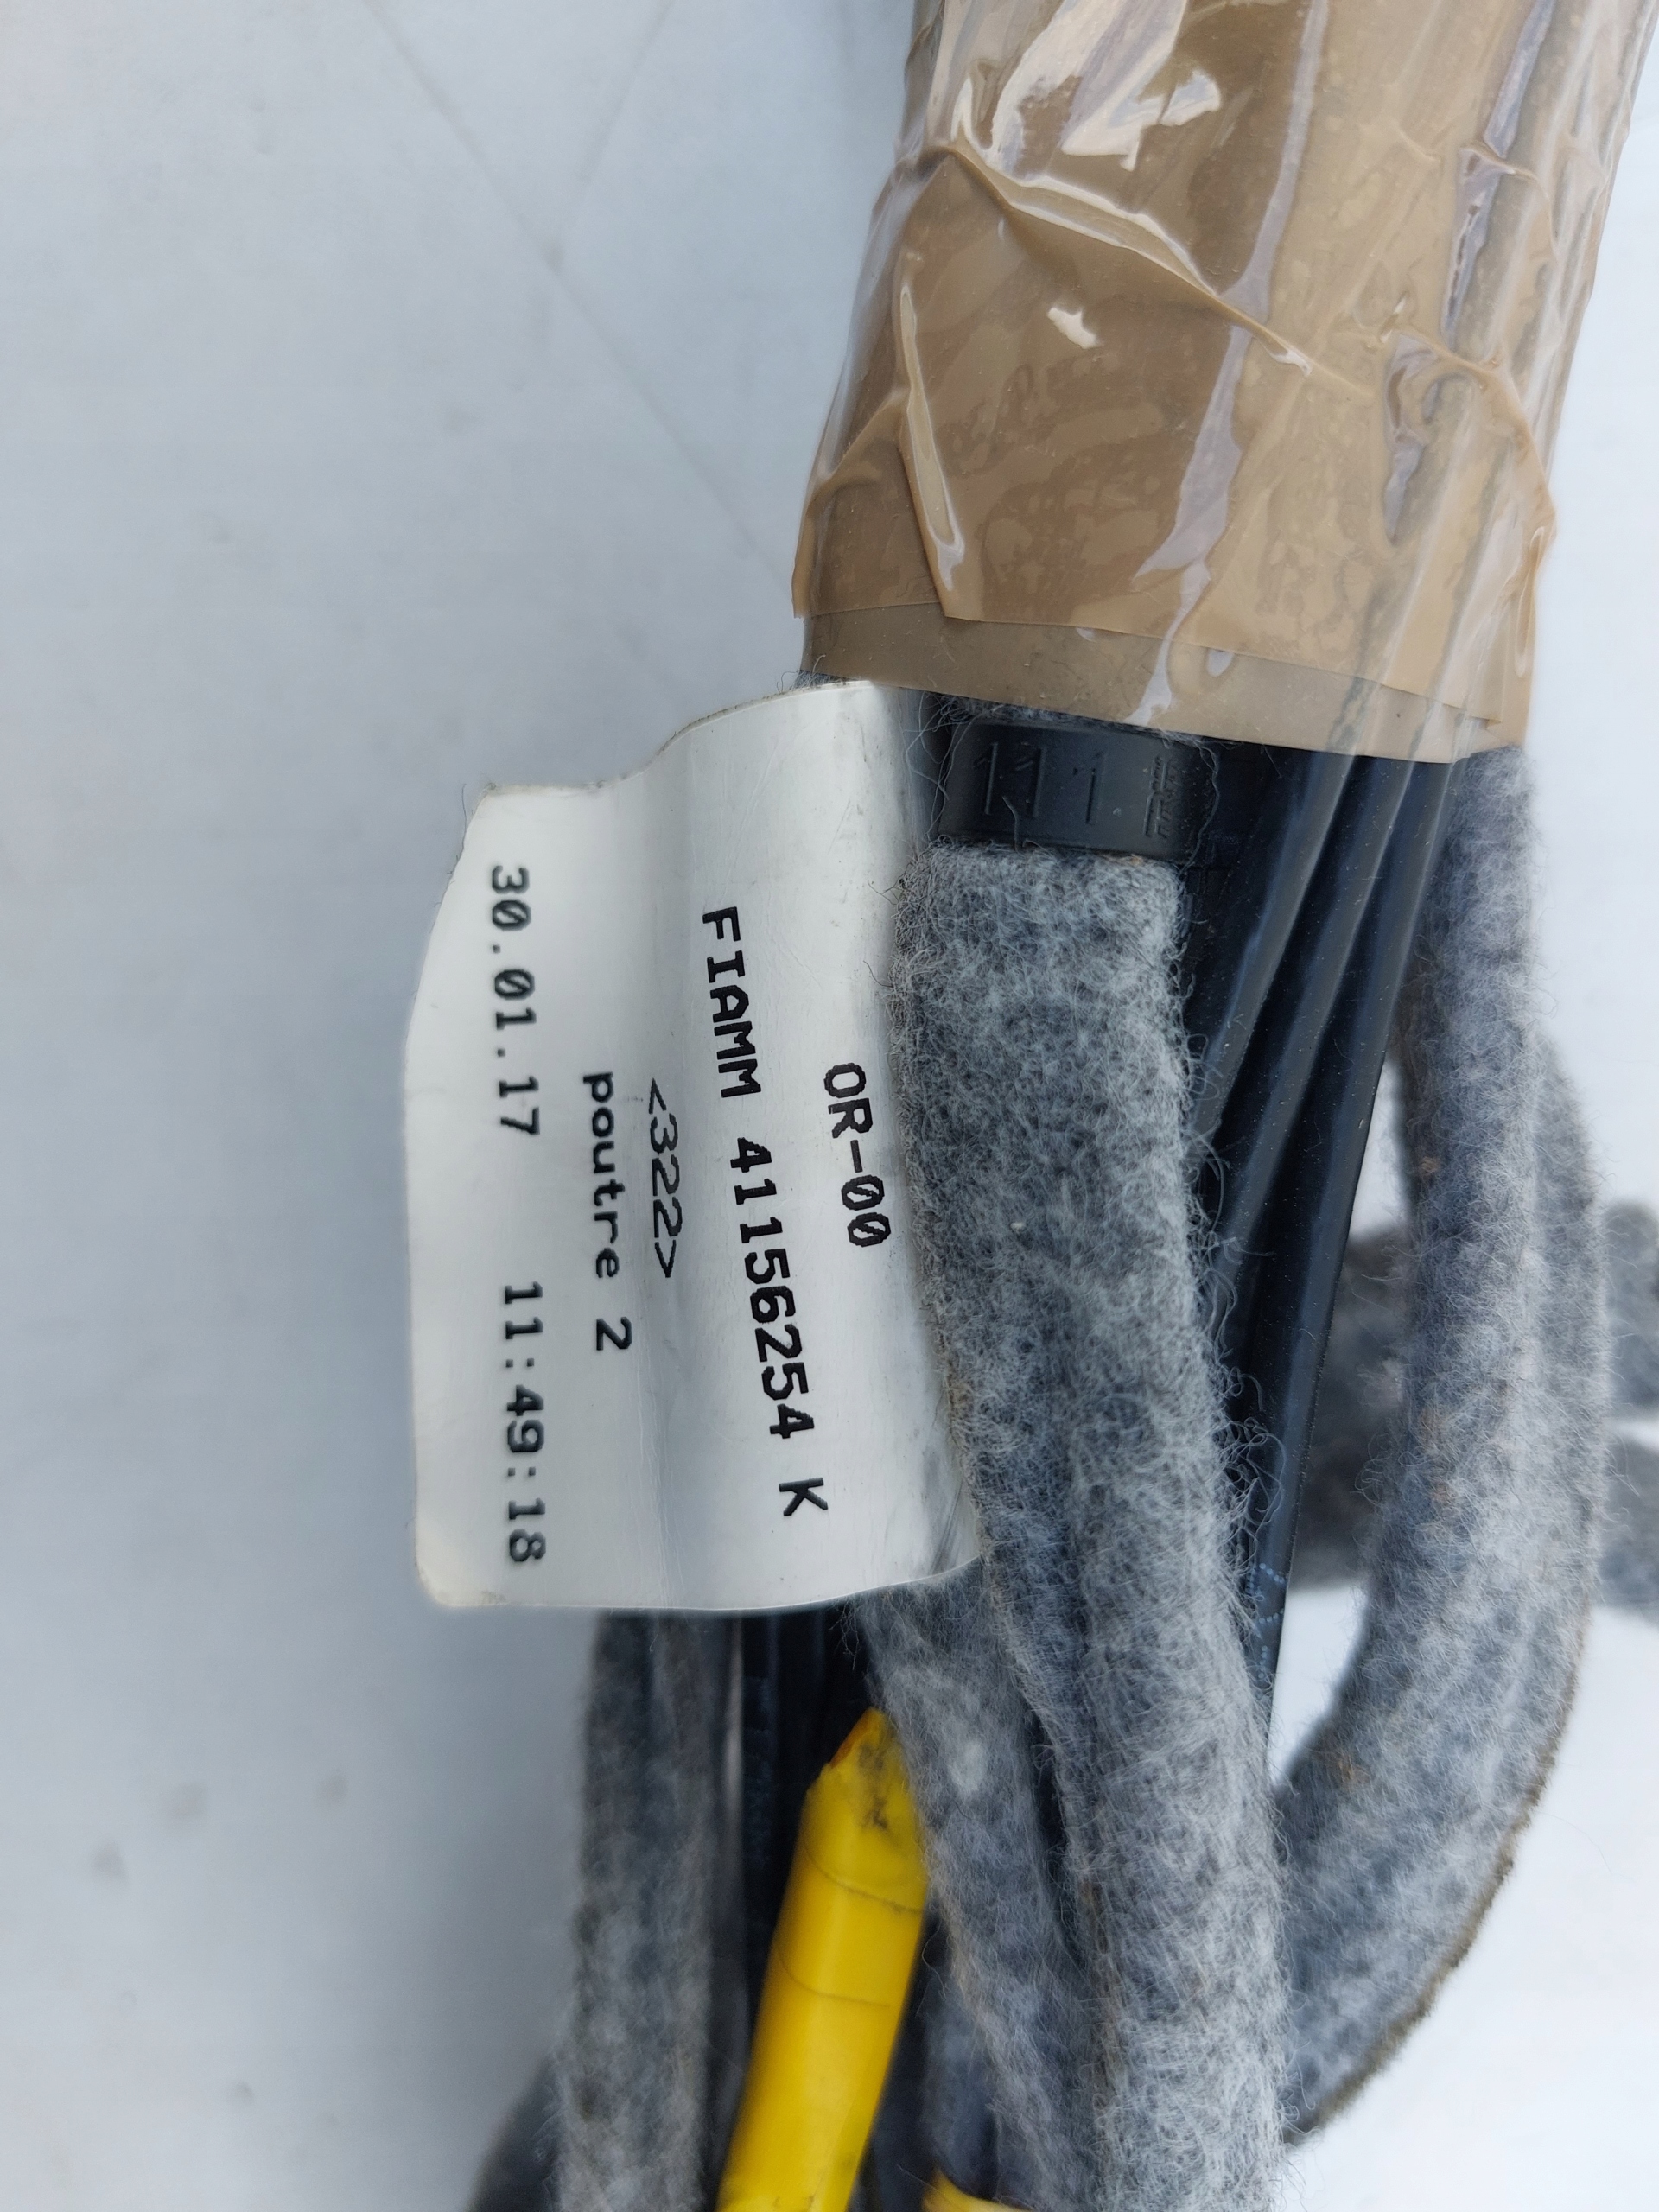 OR-00
FIAMM 41156254 K
<322>
poutre 2
30.01.17 11:49:18